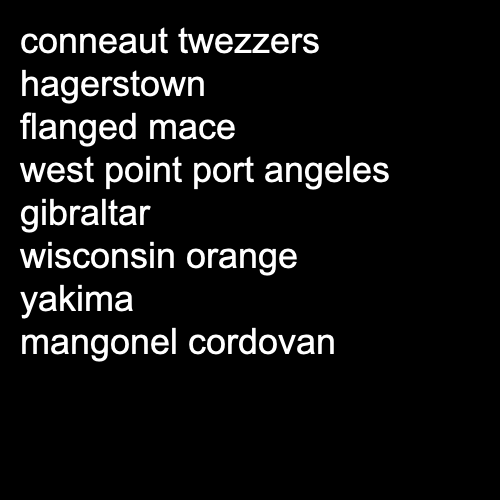 conneaut twezzers
hagerstown
flanged mace
west point port angeles
gibraltar
wisconsin orange
yakima
mangonel cordovan